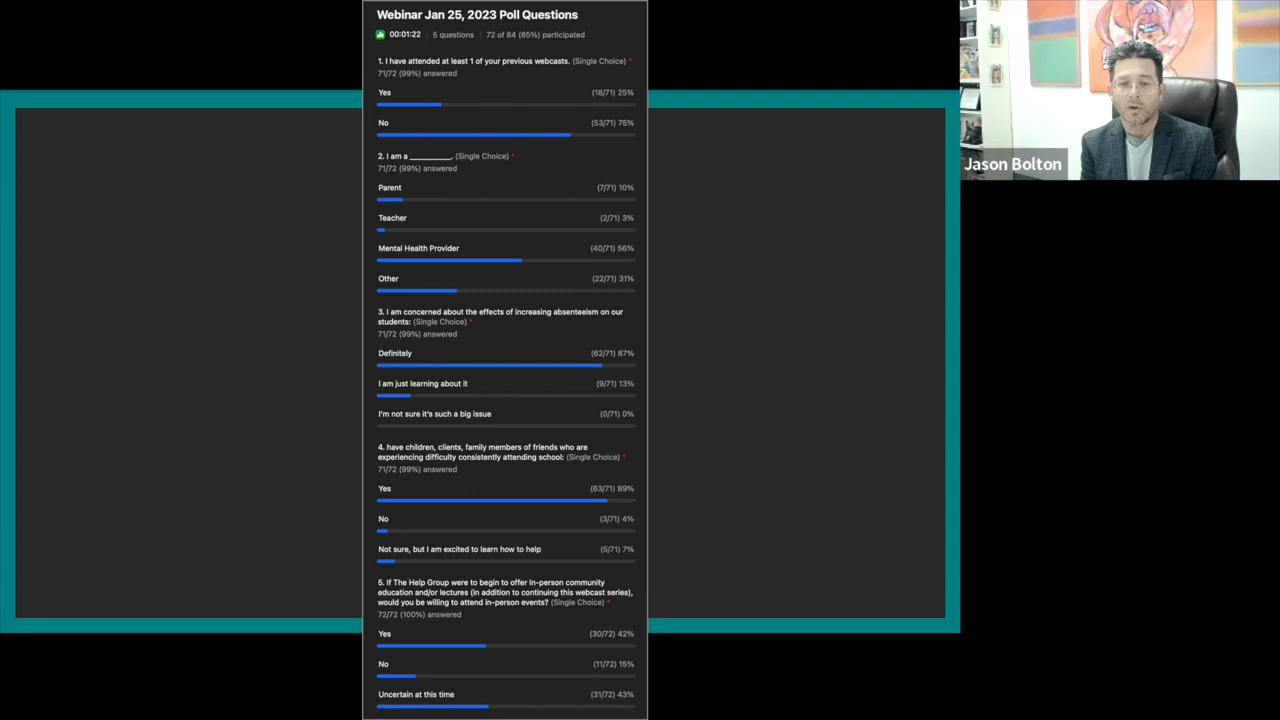 Webinar Jan 25, 2023 Poll Questions
00:01:22 5 questions 72 of 84 (85%) participated
1. I have attended at least 1 of your previous webcasts. (Single Choice) *
71/72 (99%) answered
Yes (18/71) 25%
No (53/71) 75%
2. I am a __________. (Single Choice) *
71/72 (99%) answered
Parent (7/71) 10%
Teacher (2/71) 3%
Mental Health Provider (40/71) 56%
Other (22/71) 31%
3. I am concerned about the effects of increasing absenteeism on our
students: (Single Choice) *
71/72 (99%) answered
Definitely (62/71) 87%
I am just learning about it (9/71) 13%
I'm not sure it's such a big issue (0/71) 0%
4. have children, clients, family members of friends who are
experiencing difficulty consistently attending school: (Single Choice) *
71/72 (99%) answered
Yes (63/71) 89%
No (3/71) 4%
Not sure, but I am excited to learn how to help (5/71) 7%
5. If The Help Group were to begin to offer In-person community
education and/or lectures (in addition to continuing this webcast series),
would you be willing to attend in-person events? (Single Choice) *
72/72 (100%) answered
Yes (30/72) 42%
No (11/72) 15%
Uncertain at this time (31/72) 43%
Jason Bolton